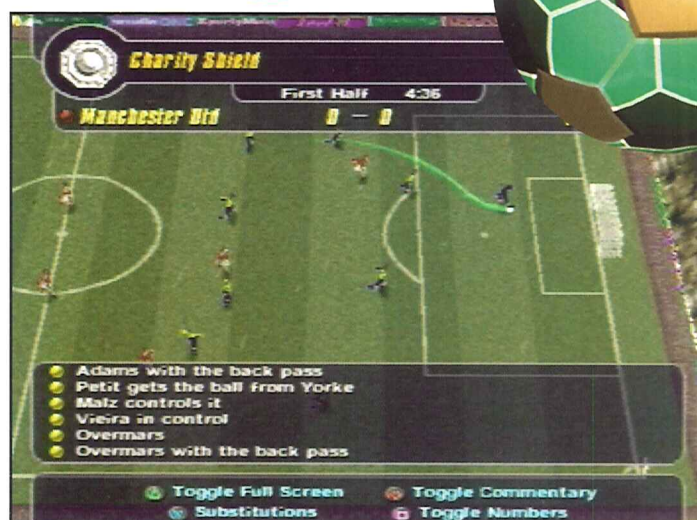 Charity Shield
First Half 4:36
Manchester Utd 0 — 0
Adams with the back pass
Petit gets the ball from Yorke
Malz controls it
Vieira in control
Overmars
Overmars with the back pass
Toggle Full Screen Toggle Commentary
Substitutions Toggle Numbers